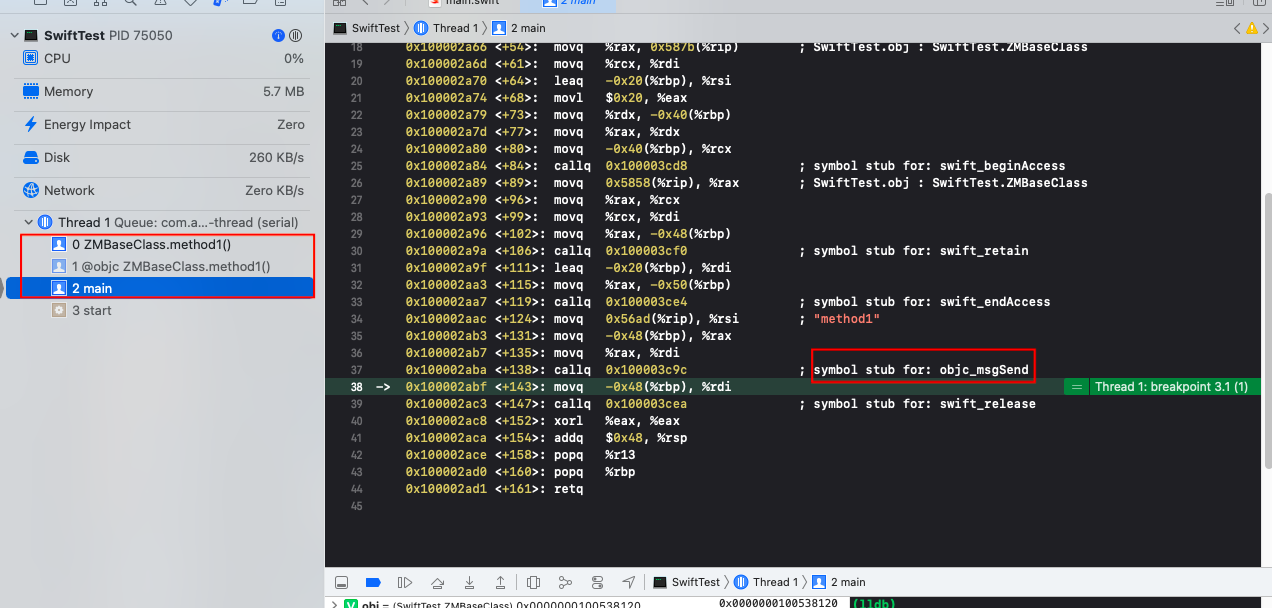 main.swift
2 main
SwiftTest PID 75050
CPU 0%
Memory 5.7 MB
Energy Impact Zero
Disk 260 KB/s
Network Zero KB/s
Thread 1 Queue: com.a...-thread (serial)
0 ZMBaseClass.method1()
1 @objc ZMBaseClass.method1()
2 main
3 start
SwiftTest Thread 1 2 main
18 0x100002a66 <+54>: movq %rax, 0x587b(%rip) ; SwiftTest.obj : SwiftTest.ZMBaseClass
19 0x100002a6d <+61>: movq %rcx, %rdi
20 0x100002a70 <+64>: leaq -0x20(%rbp), %rsi
21 0x100002a74 <+68>: movl $0x20, %eax
22 0x100002a79 <+73>: movq %rdx, -0x40(%rbp)
23 0x100002a7d <+77>: movq %rax, %rdx
24 0x100002a80 <+80>: movq -0x40(%rbp), %rcx
25 0x100002a84 <+84>: callq 0x100003cd8 ; symbol stub for: swift_beginAccess
26 0x100002a89 <+89>: movq 0x5858(%rip), %rax ; SwiftTest.obj : SwiftTest.ZMBaseClass
27 0x100002a90 <+96>: movq %rax, %rcx
28 0x100002a93 <+99>: movq %rcx, %rdi
29 0x100002a96 <+102>: movq %rax, -0x48(%rbp)
30 0x100002a9a <+106>: callq 0x100003cf0 ; symbol stub for: swift_retain
31 0x100002a9f <+111>: leaq -0x20(%rbp), %rdi
32 0x100002aa3 <+115>: movq %rax, -0x50(%rbp)
33 0x100002aa7 <+119>: callq 0x100003ce4 ; symbol stub for: swift_endAccess
34 0x100002aac <+124>: movq 0x56ad(%rip), %rsi ; "method1"
35 0x100002ab3 <+131>: movq -0x48(%rbp), %rax
36 0x100002ab7 <+135>: movq %rax, %rdi
37 0x100002aba <+138>: callq 0x100003c9c ; symbol stub for: objc_msgSend
38 -> 0x100002abf <+143>: movq -0x48(%rbp), %rdi = Thread 1: breakpoint 3.1 (1)
39 0x100002ac3 <+147>: callq 0x100003cea ; symbol stub for: swift_release
40 0x100002ac8 <+152>: xorl %eax, %eax
41 0x100002aca <+154>: addq $0x48, %rsp
42 0x100002ace <+158>: popq %r13
43 0x100002ad0 <+160>: popq %rbp
44 0x100002ad1 <+161>: retq
45
SwiftTest Thread 1 2 main
V obj = (SwiftTest.ZMBaseClass) 0x0000000100538120
0x0000000100538120 (lldb)